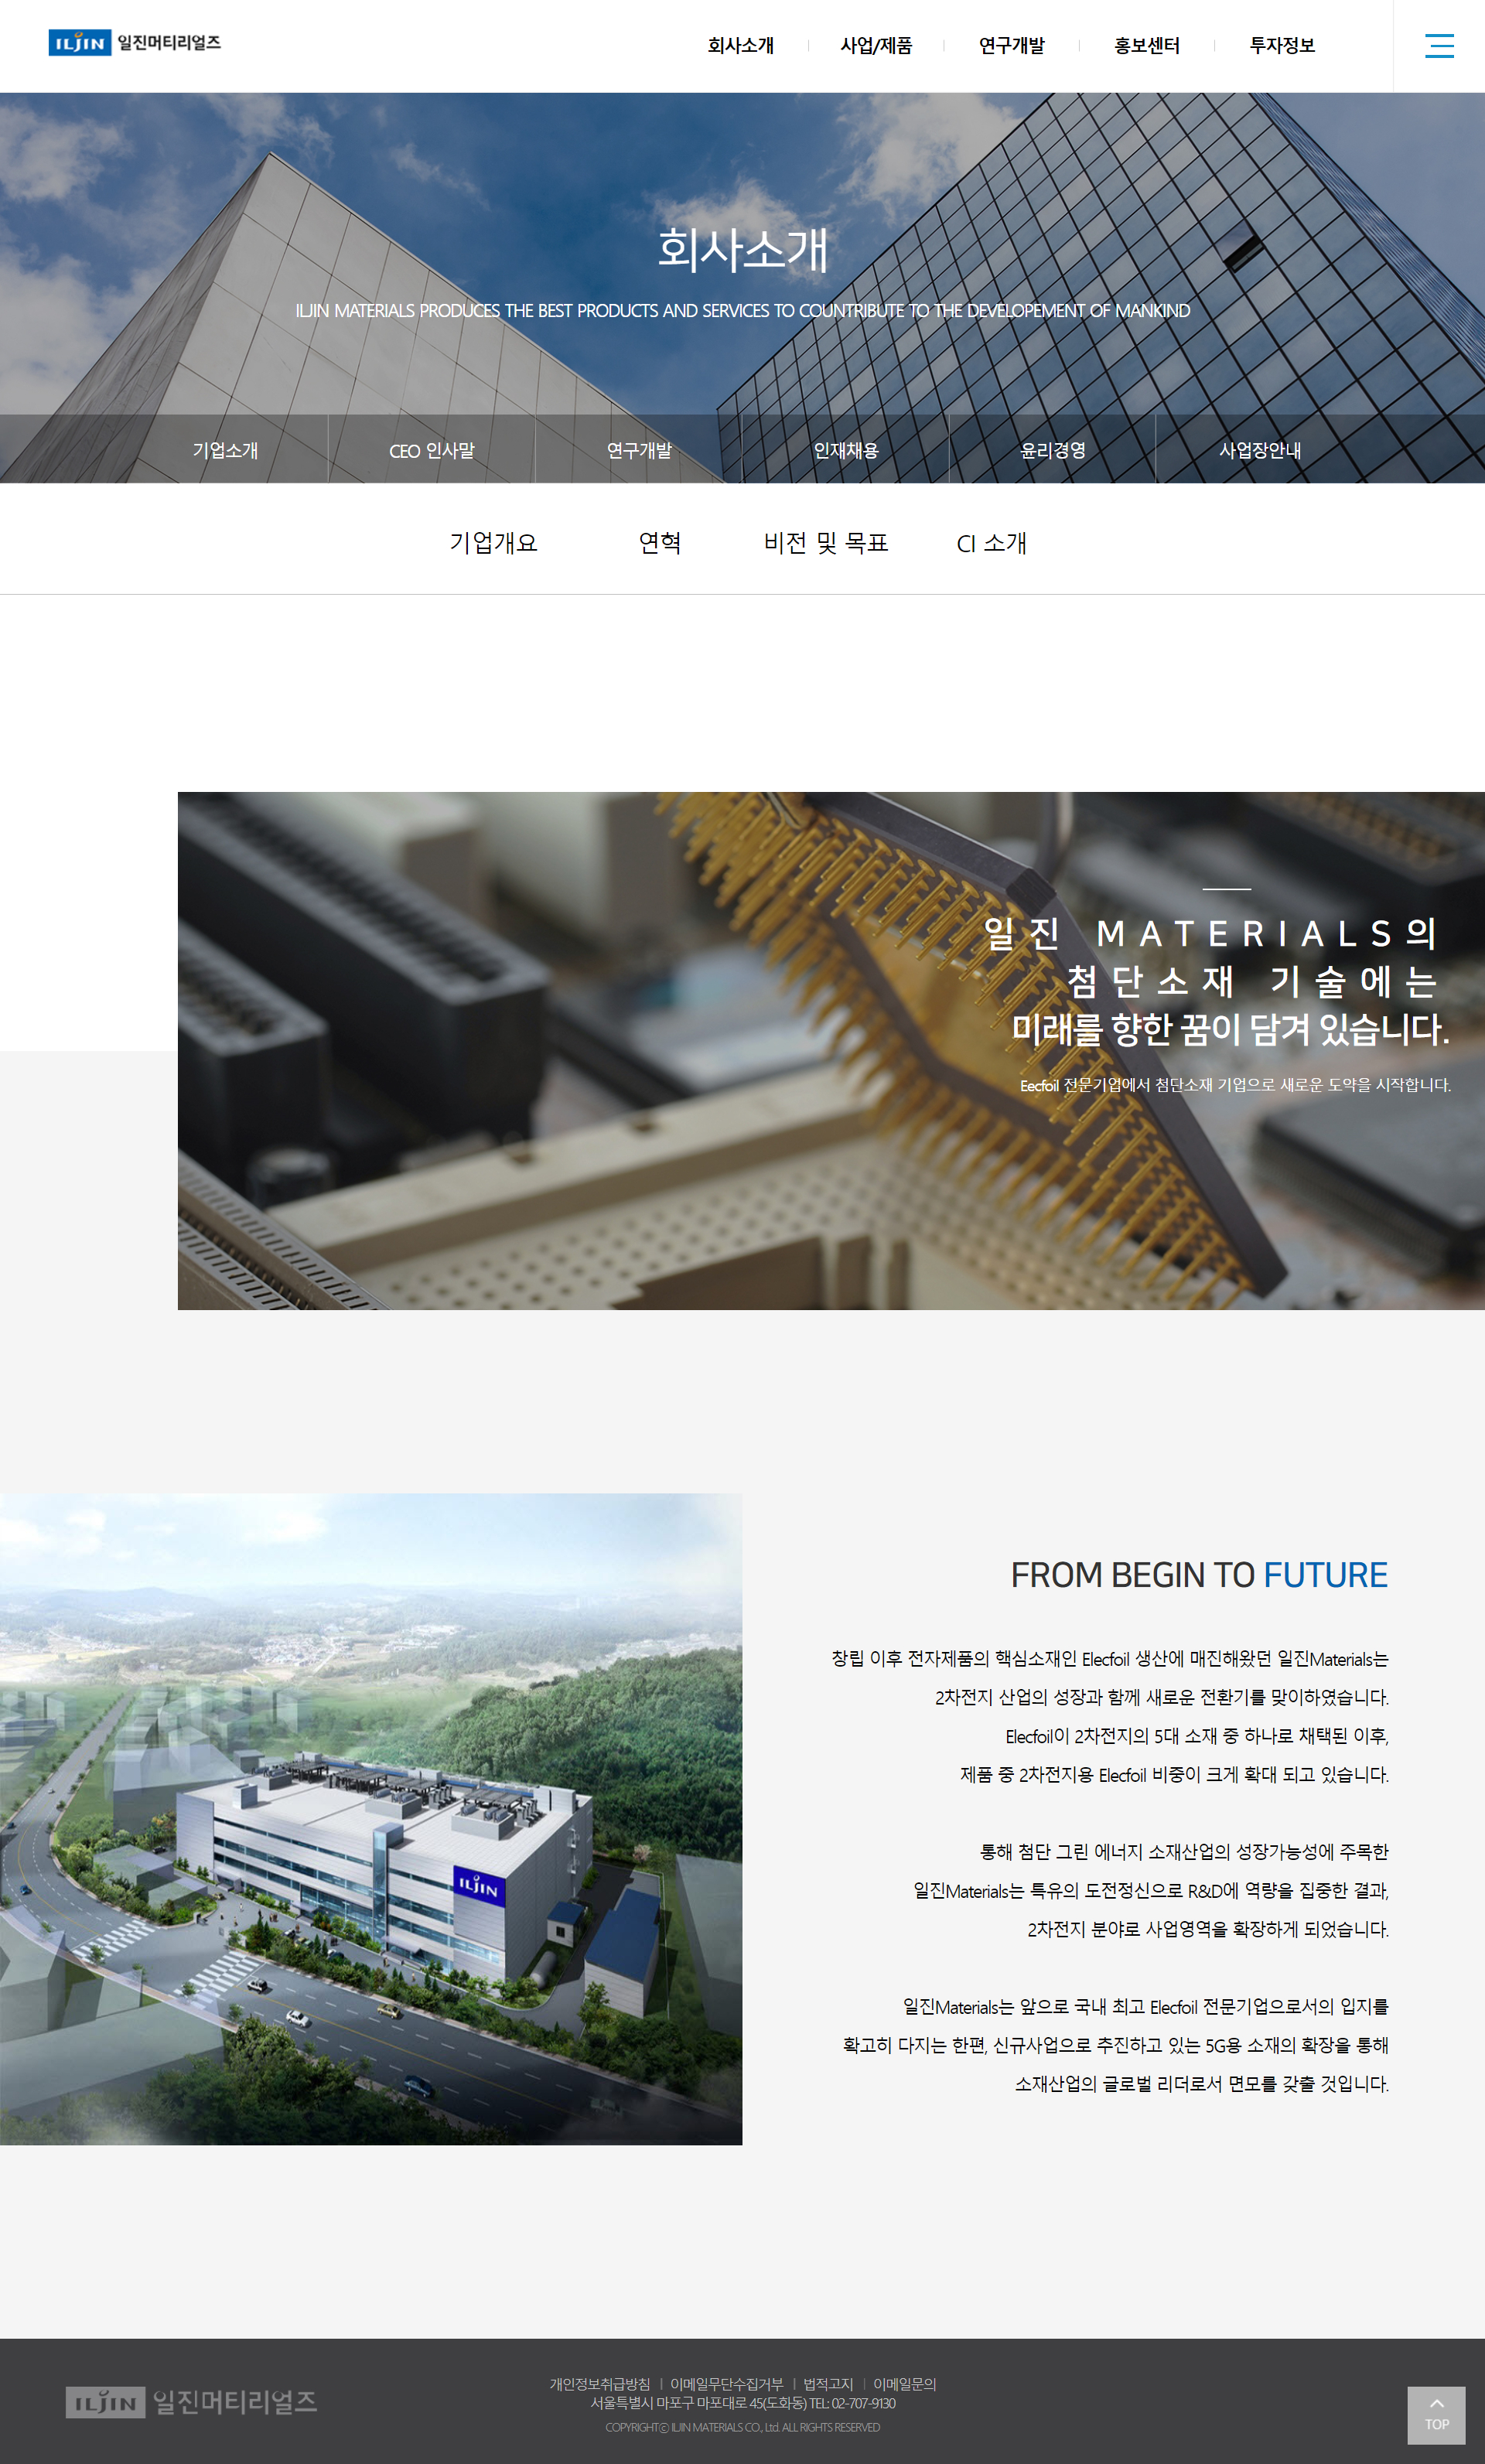 ILJIN 일진머티리얼즈
회사소개
사업/제품
연구개발
홍보센터
투자정보
회사소개
ILJIN MATERIALS PRODUCES THE BEST PRODUCTS AND SERVICES TO COUNTRIBUTE TO THE DEVELOPEMENT OF MANKIND
기업소개
CEO 인사말
연구개발
인재채용
윤리경영
사업장안내
기업개요
연혁
비전 및 목표
CI 소개
일진 MATERIALS의
첨단소재 기술에는
미래를 향한 꿈이 담겨 있습니다.
Eecfoil 전문기업에서 첨단소재 기업으로 새로운 도약을 시작합니다.
FROM BEGIN TO FUTURE
창립 이후 전자제품의 핵심소재인 Elecfoil 생산에 매진해왔던 일진Materials는
2차전지 산업의 성장과 함께 새로운 전환기를 맞이하였습니다.
Elecfoil이 2차전지의 5대 소재 중 하나로 채택된 이후,
제품 중 2차전지용 Elecfoil 비중이 크게 확대 되고 있습니다.
통해 첨단 그린 에너지 소재산업의 성장가능성에 주목한
일진Materials는 특유의 도전정신으로 R&D에 역량을 집중한 결과,
2차전지 분야로 사업영역을 확장하게 되었습니다.
일진Materials는 앞으로 국내 최고 Elecfoil 전문기업으로서의 입지를
확고히 다지는 한편, 신규사업으로 추진하고 있는 5G용 소재의 확장을 통해
소재산업의 글로벌 리더로서 면모를 갖출 것입니다.
ILJIN
ILJIN 일진머티리얼즈
개인정보취급방침 | 이메일무단수집거부 | 법적고지 | 이메일문의
서울특별시 마포구 마포대로 45(도화동) TEL: 02-707-9130
COPYRIGHTⓒ ILJIN MATERIALS CO., Ltd. ALL RIGHTS RESERVED
TOP